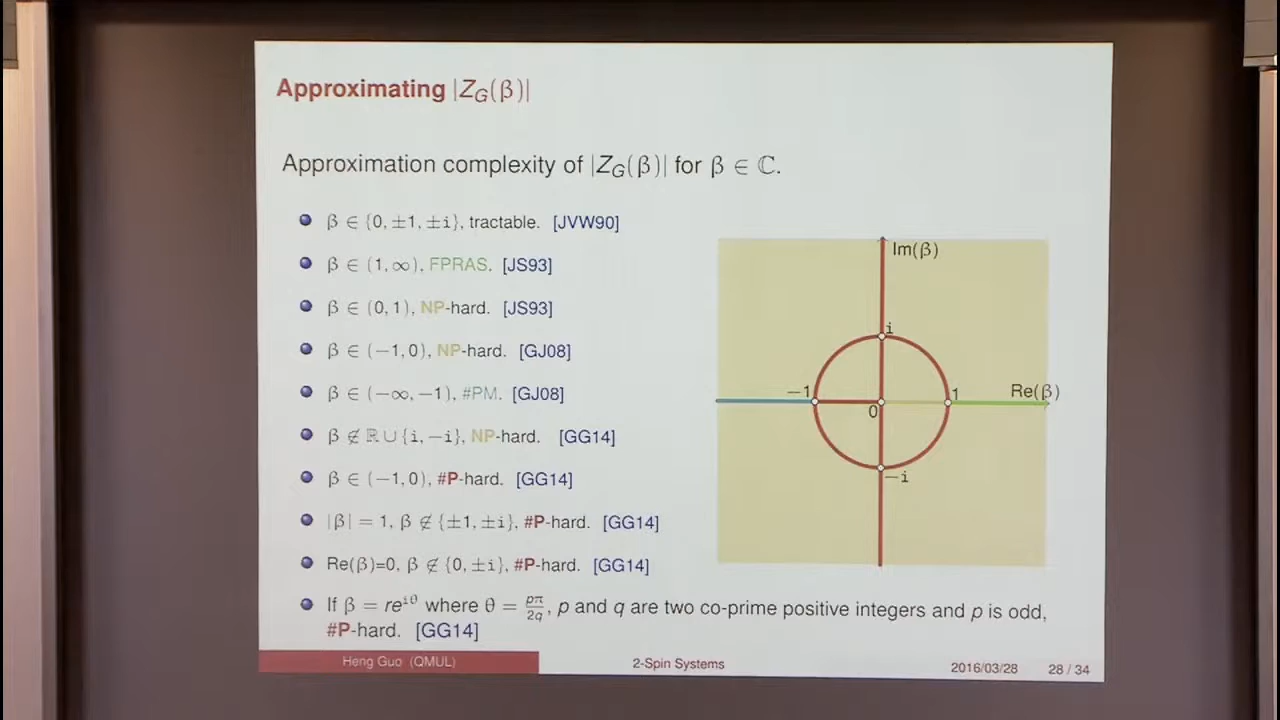 Approximating |Z_G(β)|
Approximation complexity of |Z_G(β)| for β ∈ ℂ.
β ∈ {0, ±1, ±i}, tractable. [JVW90]
β ∈ (1, ∞), FPRAS. [JS93]
β ∈ (0, 1), NP-hard. [JS93]
β ∈ (−1, 0), NP-hard. [GJ08]
β ∈ (−∞, −1), #PM. [GJ08]
β ∉ ℝ ∪ {i, −i}, NP-hard. [GG14]
β ∈ (−1, 0), #P-hard. [GG14]
|β| = 1, β ∉ {±1, ±i}, #P-hard. [GG14]
Re(β)=0, β ∉ {0, ±i}, #P-hard. [GG14]
If β = re^{iθ} where θ = pπ/2q, p and q are two co-prime positive integers and p is odd,
#P-hard. [GG14]
Im(β)
i
−1
0
1
Re(β)
−i
Heng Guo (QMUL)
2-Spin Systems
2016/03/28
28 / 34